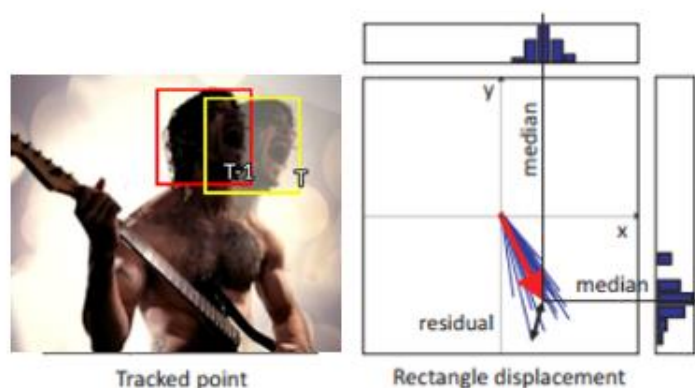 T-1
T
y
median
x
median
residual
Tracked point
Rectangle displacement